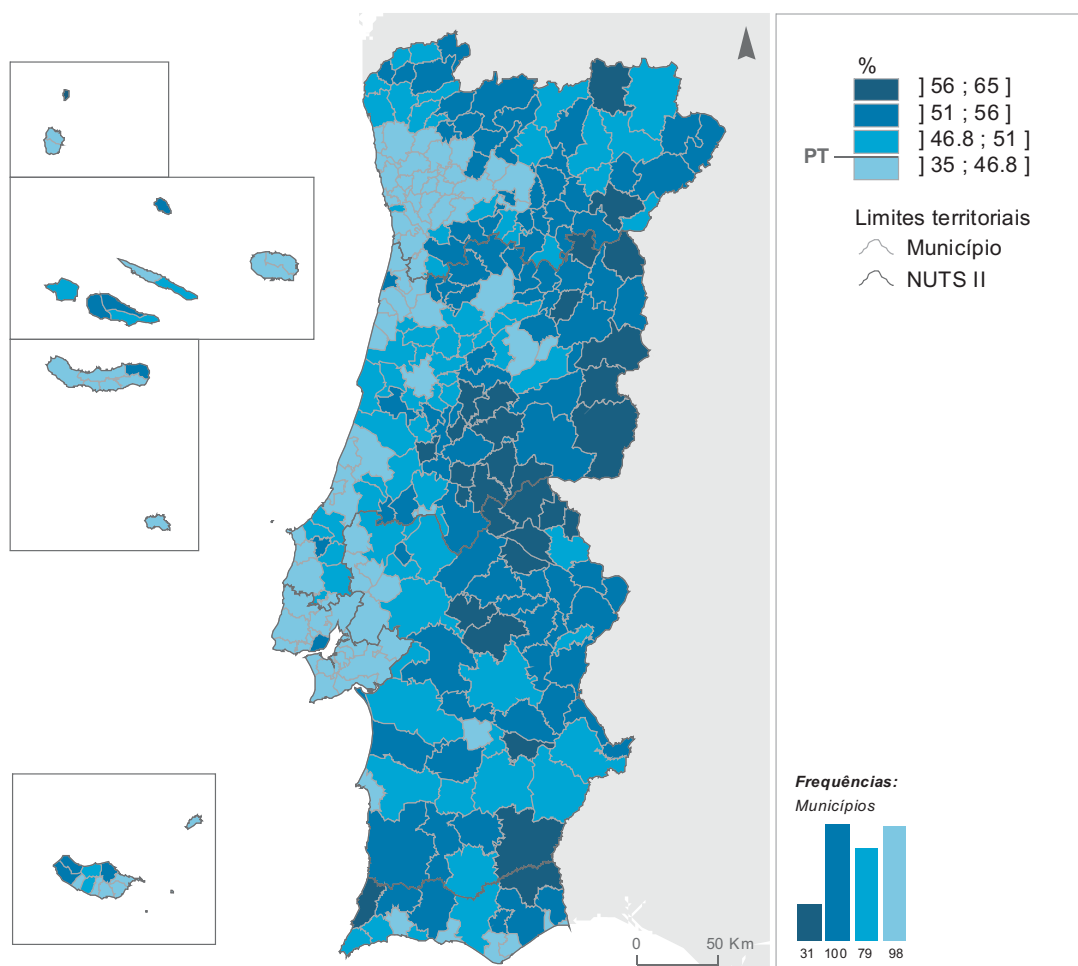 %
] 56 ; 65 ]
] 51 ; 56 ]
] 46.8 ; 51 ]
PT
] 35 ; 46.8 ]
Limites territoriais
Município
NUTS II
Frequências:
Municípios
31 100 79 98
0 50 Km